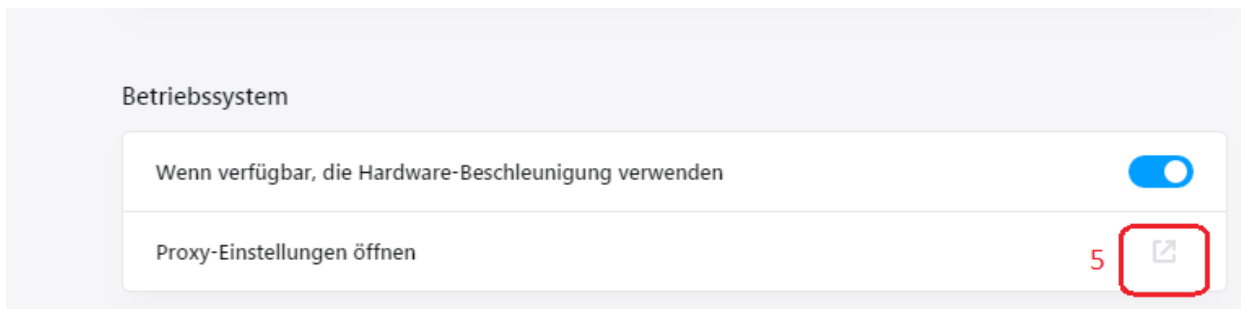 Betriebssystem
Wenn verfügbar, die Hardware-Beschleunigung verwenden
Proxy-Einstellungen öffnen
5